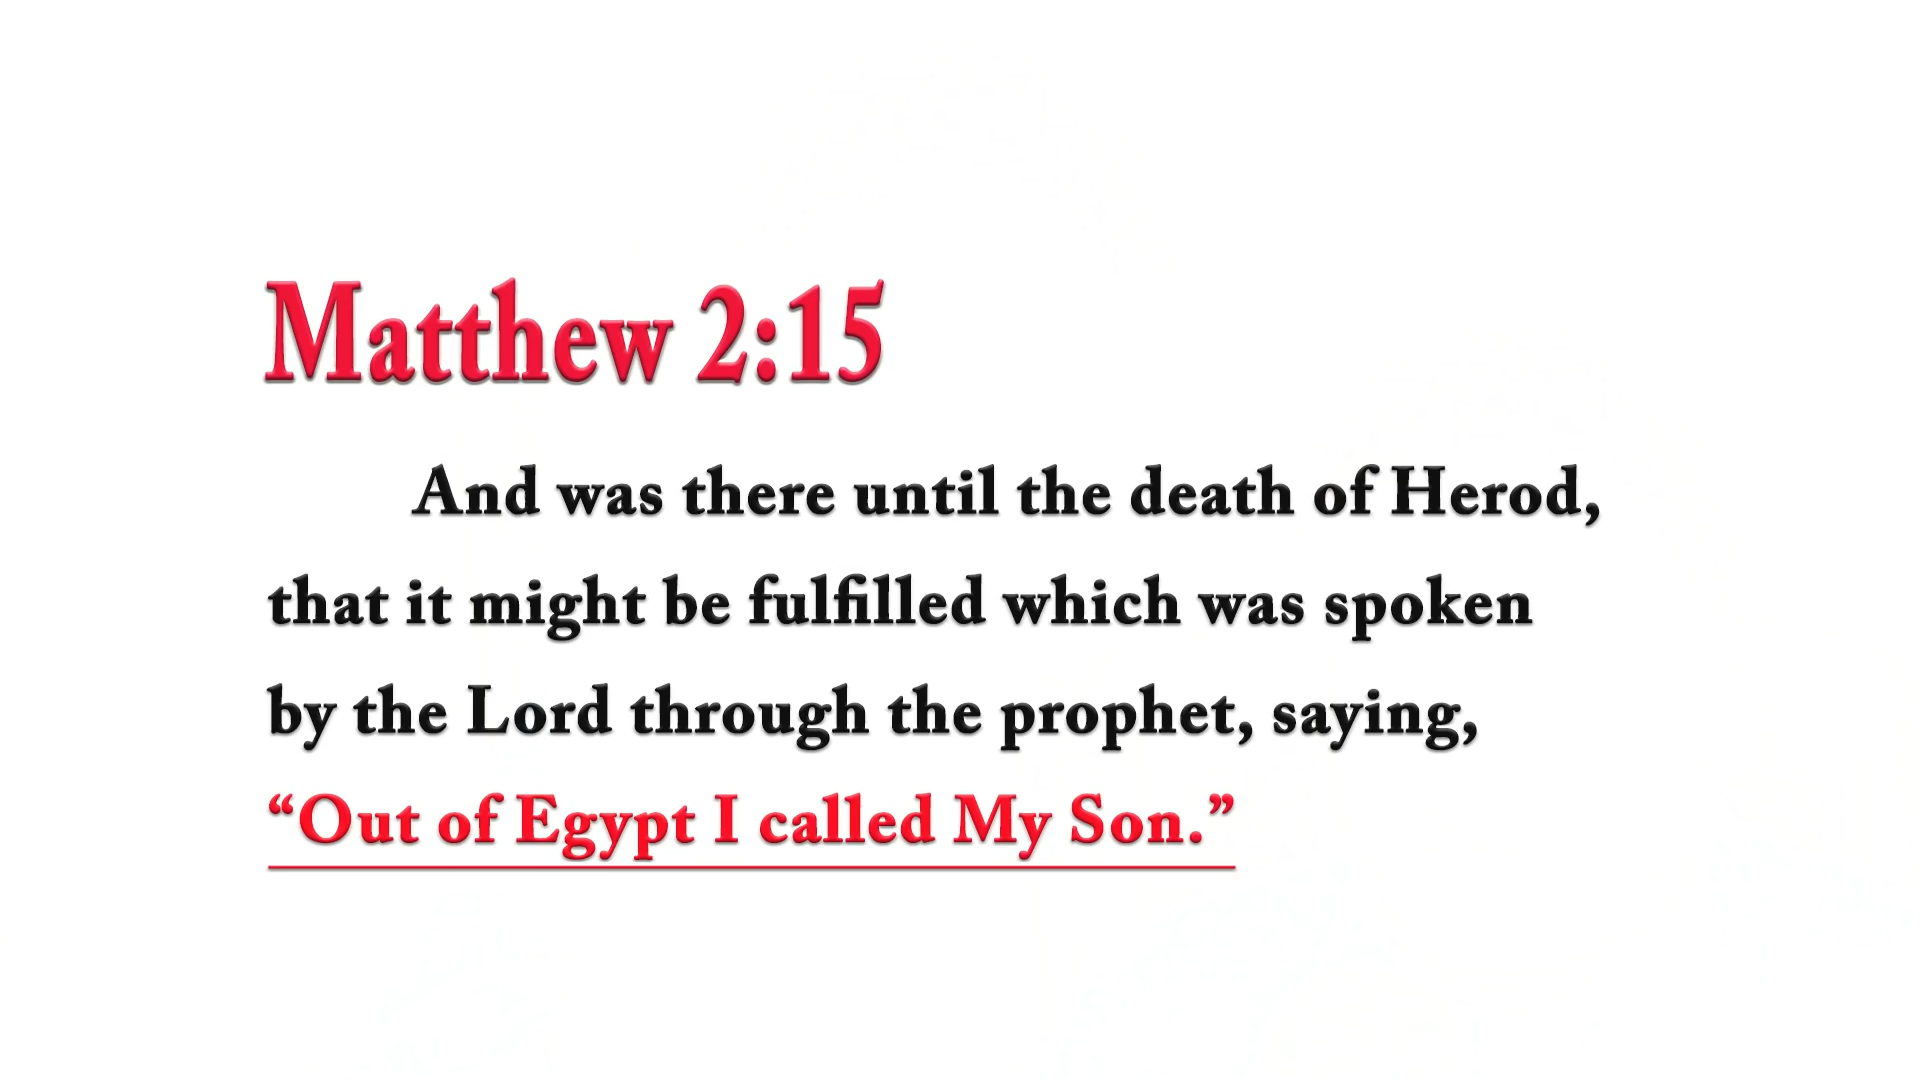 Matthew 2:15
And was there until the death of Herod,
that it might be fulfilled which was spoken
by the Lord through the prophet, saying,
“Out of Egypt I called My Son.”